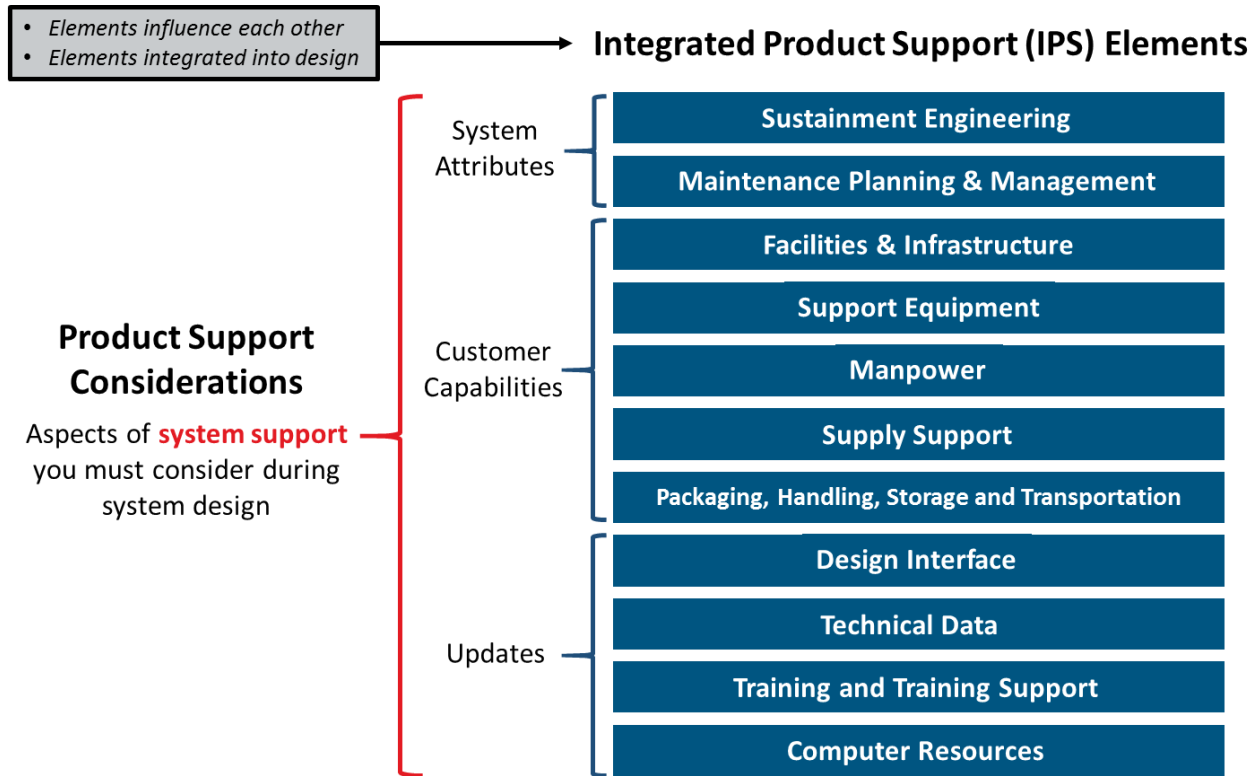 • Elements influence each other
• Elements integrated into design
Integrated Product Support (IPS) Elements
Product Support
Considerations
Aspects of system support
you must consider during
system design
System
Attributes
Sustainment Engineering
Maintenance Planning & Management
Customer
Capabilities
Facilities & Infrastructure
Support Equipment
Manpower
Supply Support
Packaging, Handling, Storage and Transportation
Updates
Design Interface
Technical Data
Training and Training Support
Computer Resources